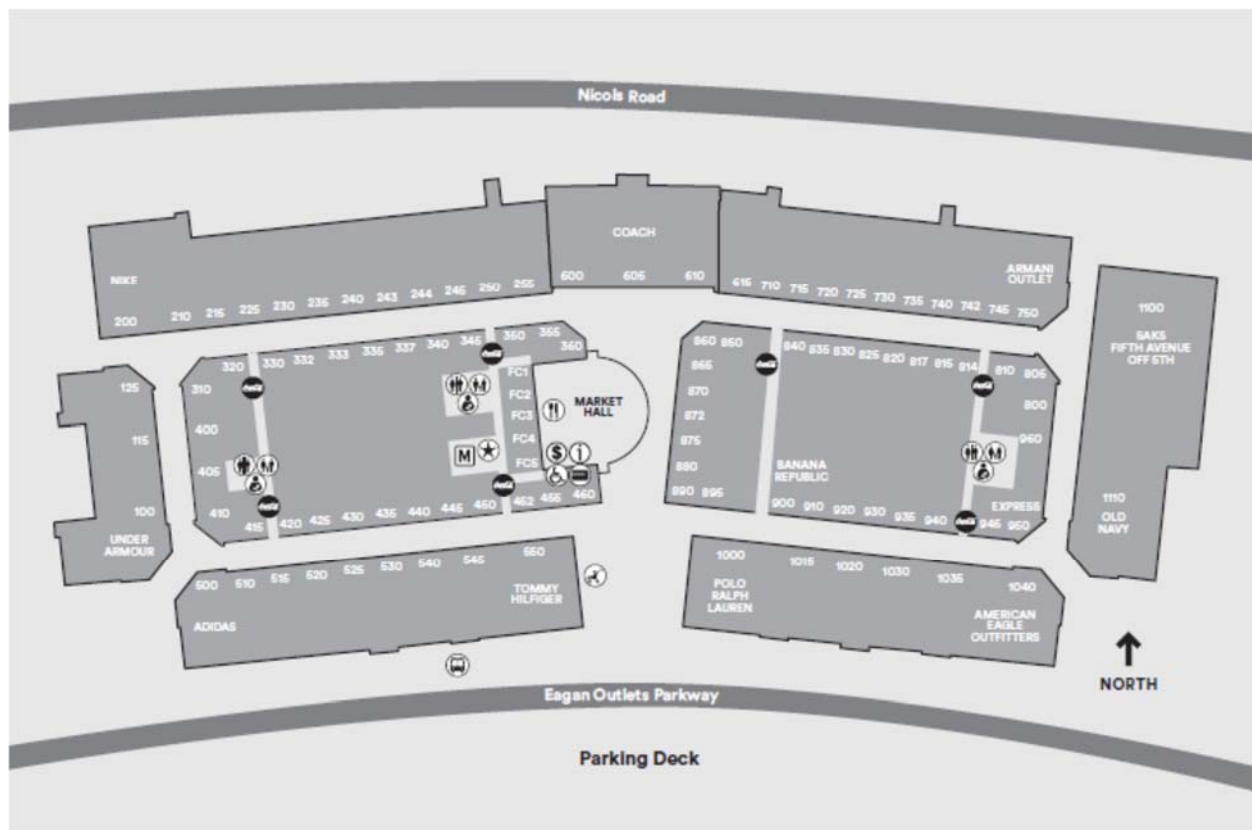 Nicols Road
COACH
600 605 610
NIKE
200 210 215 225 230 235 240 243 244 245 250 255
ARMANI
OUTLET
615 710 715 720 725 730 735 740 742 745 750
1100
SAKS
FIFTH AVENUE
OFF 5TH
1110
OLD
NAVY
125
115
100
UNDER
ARMOUR
310 320 330 332 333 335 337 340 345 350 355 360
400
405
410 415 420 425 430 435 440 445 450 452 455 460
FC1
FC2
FC3
FC4
FC5
MARKET
HALL
M
$ i
860 850 840 835 830 825 820 817 815 814 810 805
865
870
872
875
880
890 895
800
960
BANANA
REPUBLIC
EXPRESS
900 910 920 930 935 940 945 950
500 510 515 520 525 530 540 545 550
ADIDAS
TOMMY
HILFIGER
1000 1015 1020 1030 1035 1040
POLO
RALPH
LAUREN
AMERICAN
EAGLE
OUTFITTERS
NORTH
Eagan Outlets Parkway
Parking Deck